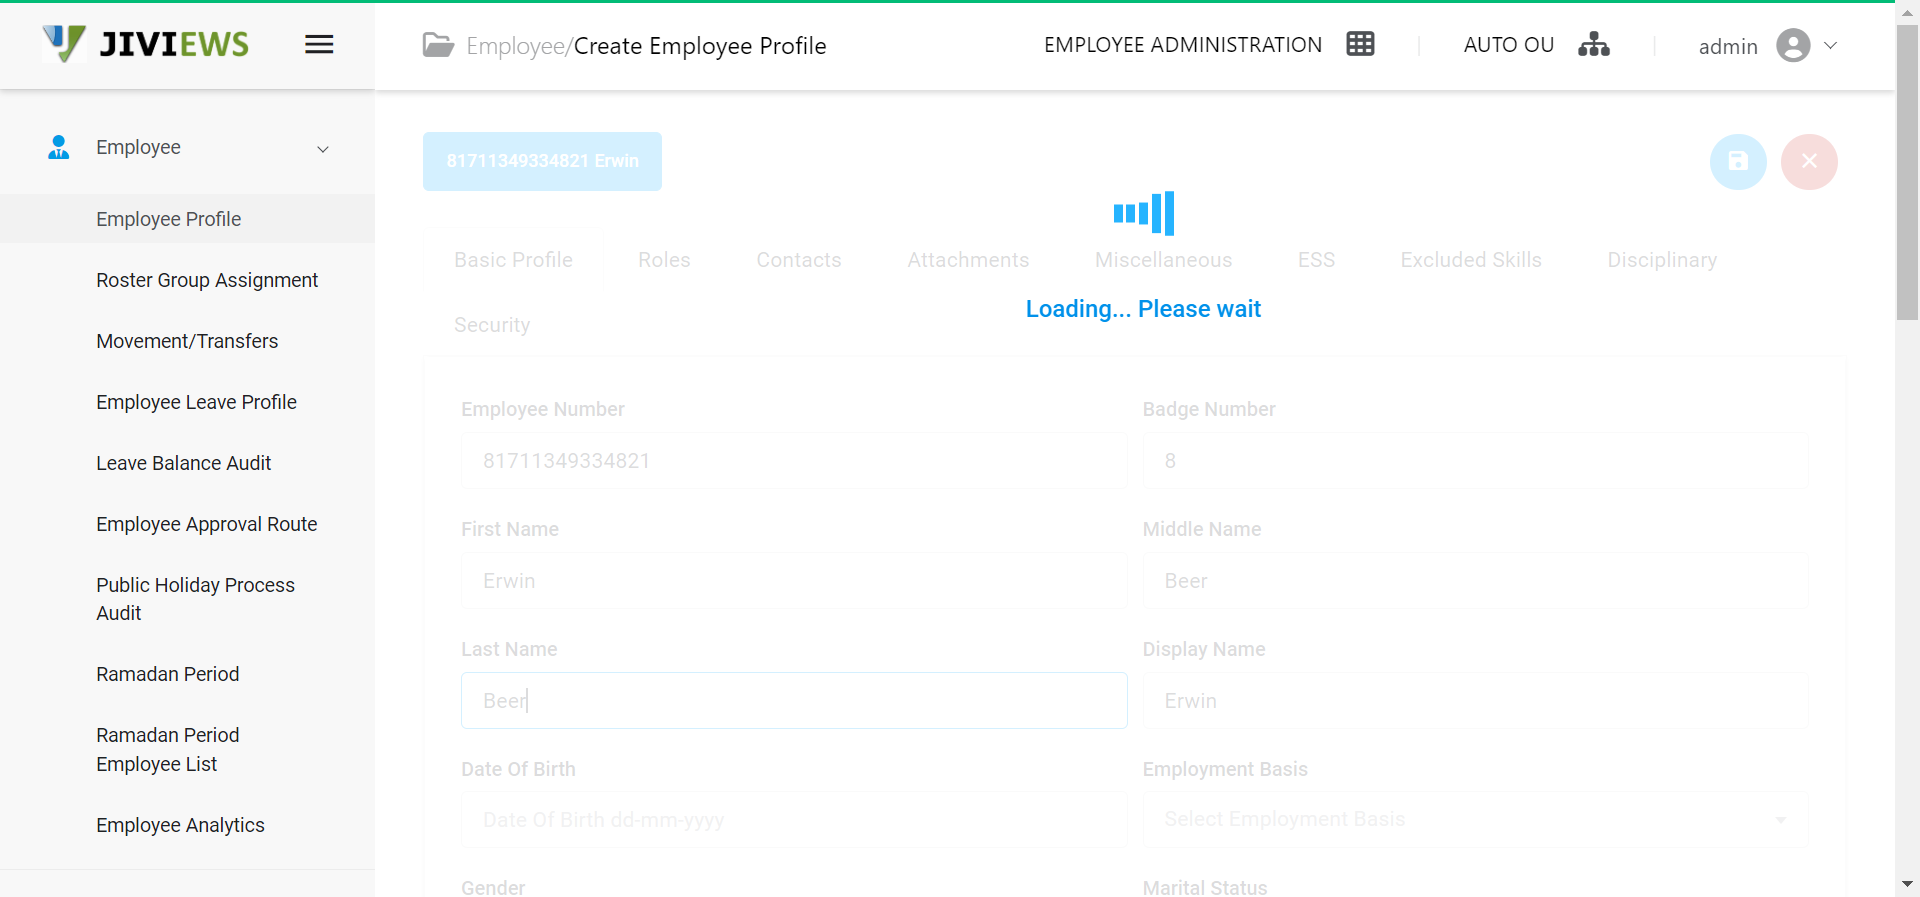 JIVIEWS
Employee/Create Employee Profile
EMPLOYEE ADMINISTRATION
AUTO OU
admin
Employee
Employee Profile
Roster Group Assignment
Movement/Transfers
Employee Leave Profile
Leave Balance Audit
Employee Approval Route
Public Holiday Process
Audit
Ramadan Period
Ramadan Period
Employee List
Employee Analytics
81711349334821 Erwin
Basic Profile
Roles
Contacts
Attachments
Miscellaneous
ESS
Excluded Skills
Disciplinary
Security
Loading... Please wait
Employee Number
Badge Number
81711349334821
8
First Name
Middle Name
Erwin
Beer
Last Name
Display Name
Beer
Erwin
Date Of Birth
Employment Basis
Date Of Birth dd-mm-yyyy
Select Employment Basis
Gender
Marital Status